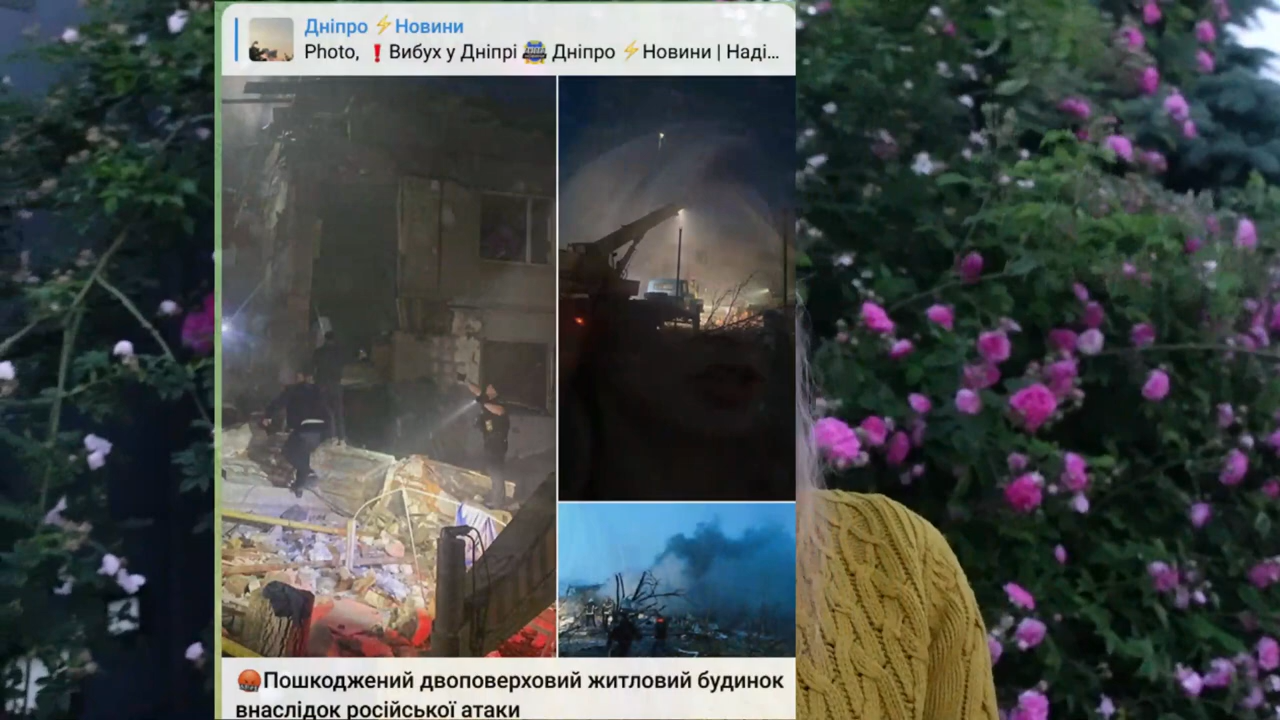 Дніпро ⚡Новини
Photo, ❗Вибух у Дніпрі Дніпро ⚡Новини | Наді...
🤬Пошкоджений двоповерховий житловий будинок
внаслідок російської атаки